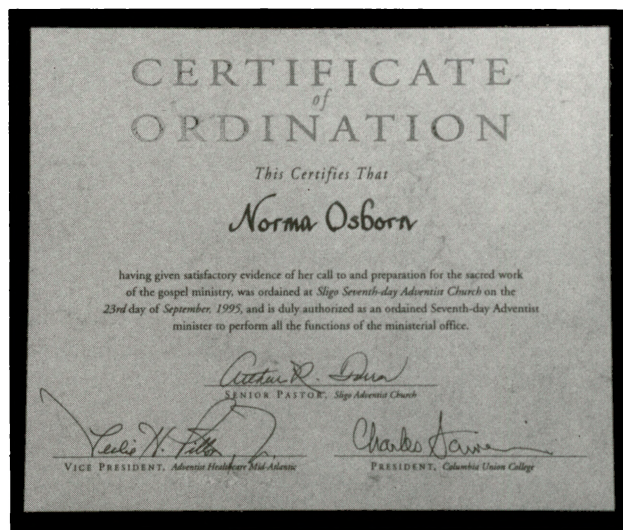 CERTIFICATE
of
ORDINATION
This Certifies That
Norma Osborn
having given satisfactory evidence of her call to and preparation for the sacred work
of the gospel ministry, was ordained at Sligo Seventh-day Adventist Church on the
23rd day of September, 1995, and is duly authorized as an ordained Seventh-day Adventist
minister to perform all the functions of the ministerial office.
Arthur R.
SENIOR PASTOR, Sligo Adventist Church
Leslie H.
VICE PRESIDENT, Adventist Healthcare Mid-Atlantic
Charles
PRESIDENT, Columbia Union College